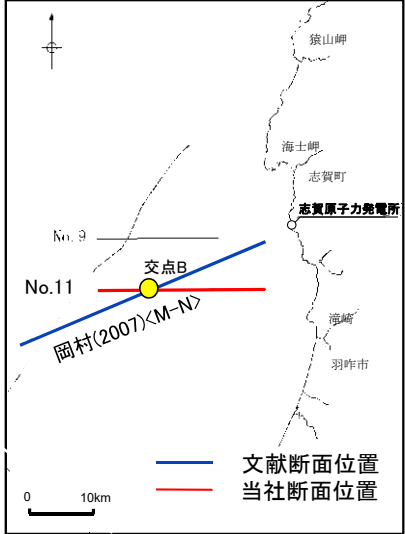 猿山岬
海士岬
志賀町
志賀原子力発電所
No. 9
交点B
No.11
岡村(2007)<M-N>
滝崎
羽咋市
文献断面位置
当社断面位置
0 10km